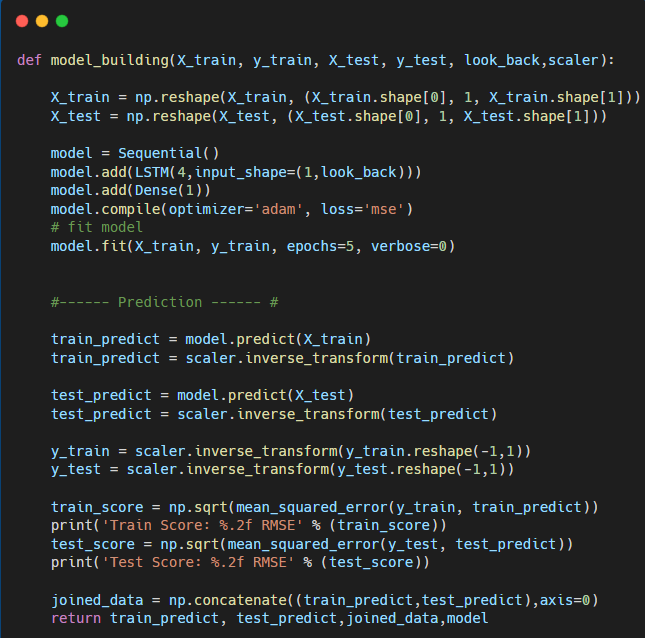 def model_building(X_train, y_train, X_test, y_test, look_back,scaler):
X_train = np.reshape(X_train, (X_train.shape[0], 1, X_train.shape[1]))
X_test = np.reshape(X_test, (X_test.shape[0], 1, X_test.shape[1]))
model = Sequential()
model.add(LSTM(4,input_shape=(1,look_back)))
model.add(Dense(1))
model.compile(optimizer='adam', loss='mse')
# fit model
model.fit(X_train, y_train, epochs=5, verbose=0)
#------ Prediction ------ #
train_predict = model.predict(X_train)
train_predict = scaler.inverse_transform(train_predict)
test_predict = model.predict(X_test)
test_predict = scaler.inverse_transform(test_predict)
y_train = scaler.inverse_transform(y_train.reshape(-1,1))
y_test = scaler.inverse_transform(y_test.reshape(-1,1))
train_score = np.sqrt(mean_squared_error(y_train, train_predict))
print('Train Score: %.2f RMSE' % (train_score))
test_score = np.sqrt(mean_squared_error(y_test, test_predict))
print('Test Score: %.2f RMSE' % (test_score))
joined_data = np.concatenate((train_predict,test_predict),axis=0)
return train_predict, test_predict,joined_data,model